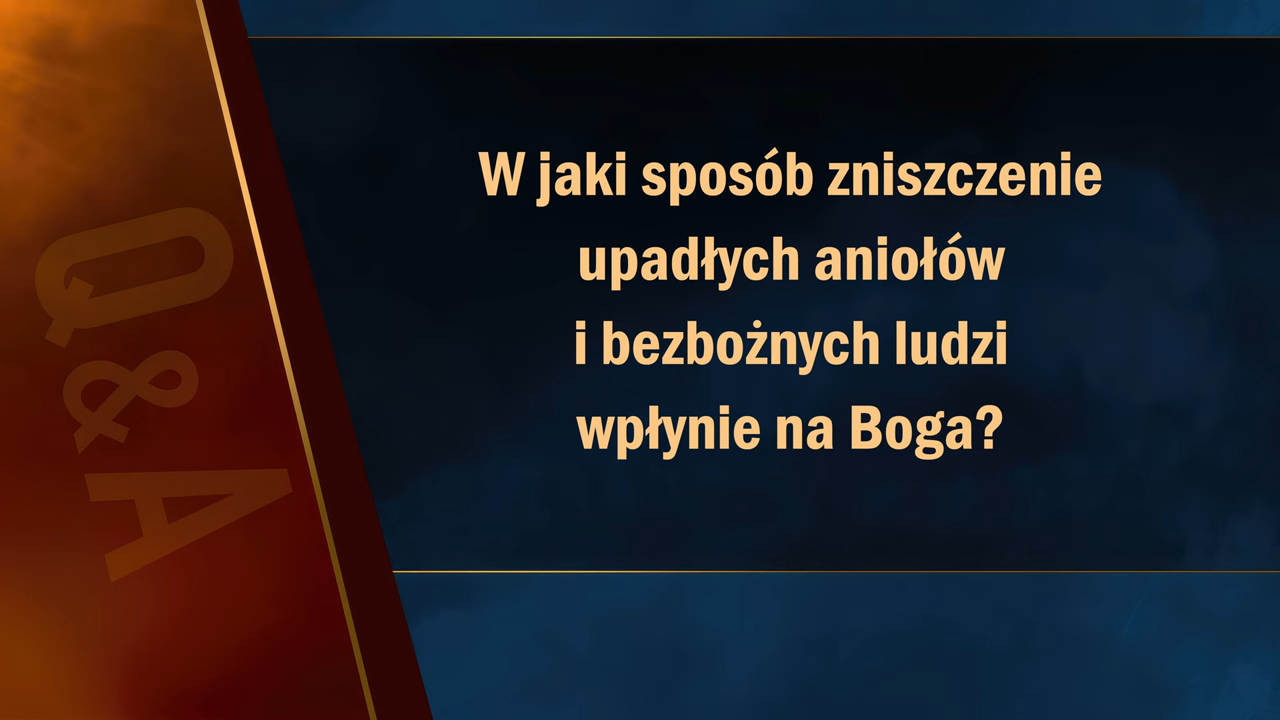 W jaki sposób zniszczenie
upadłych aniołów
i bezbożnych ludzi
wpłynie na Boga?
Q&A